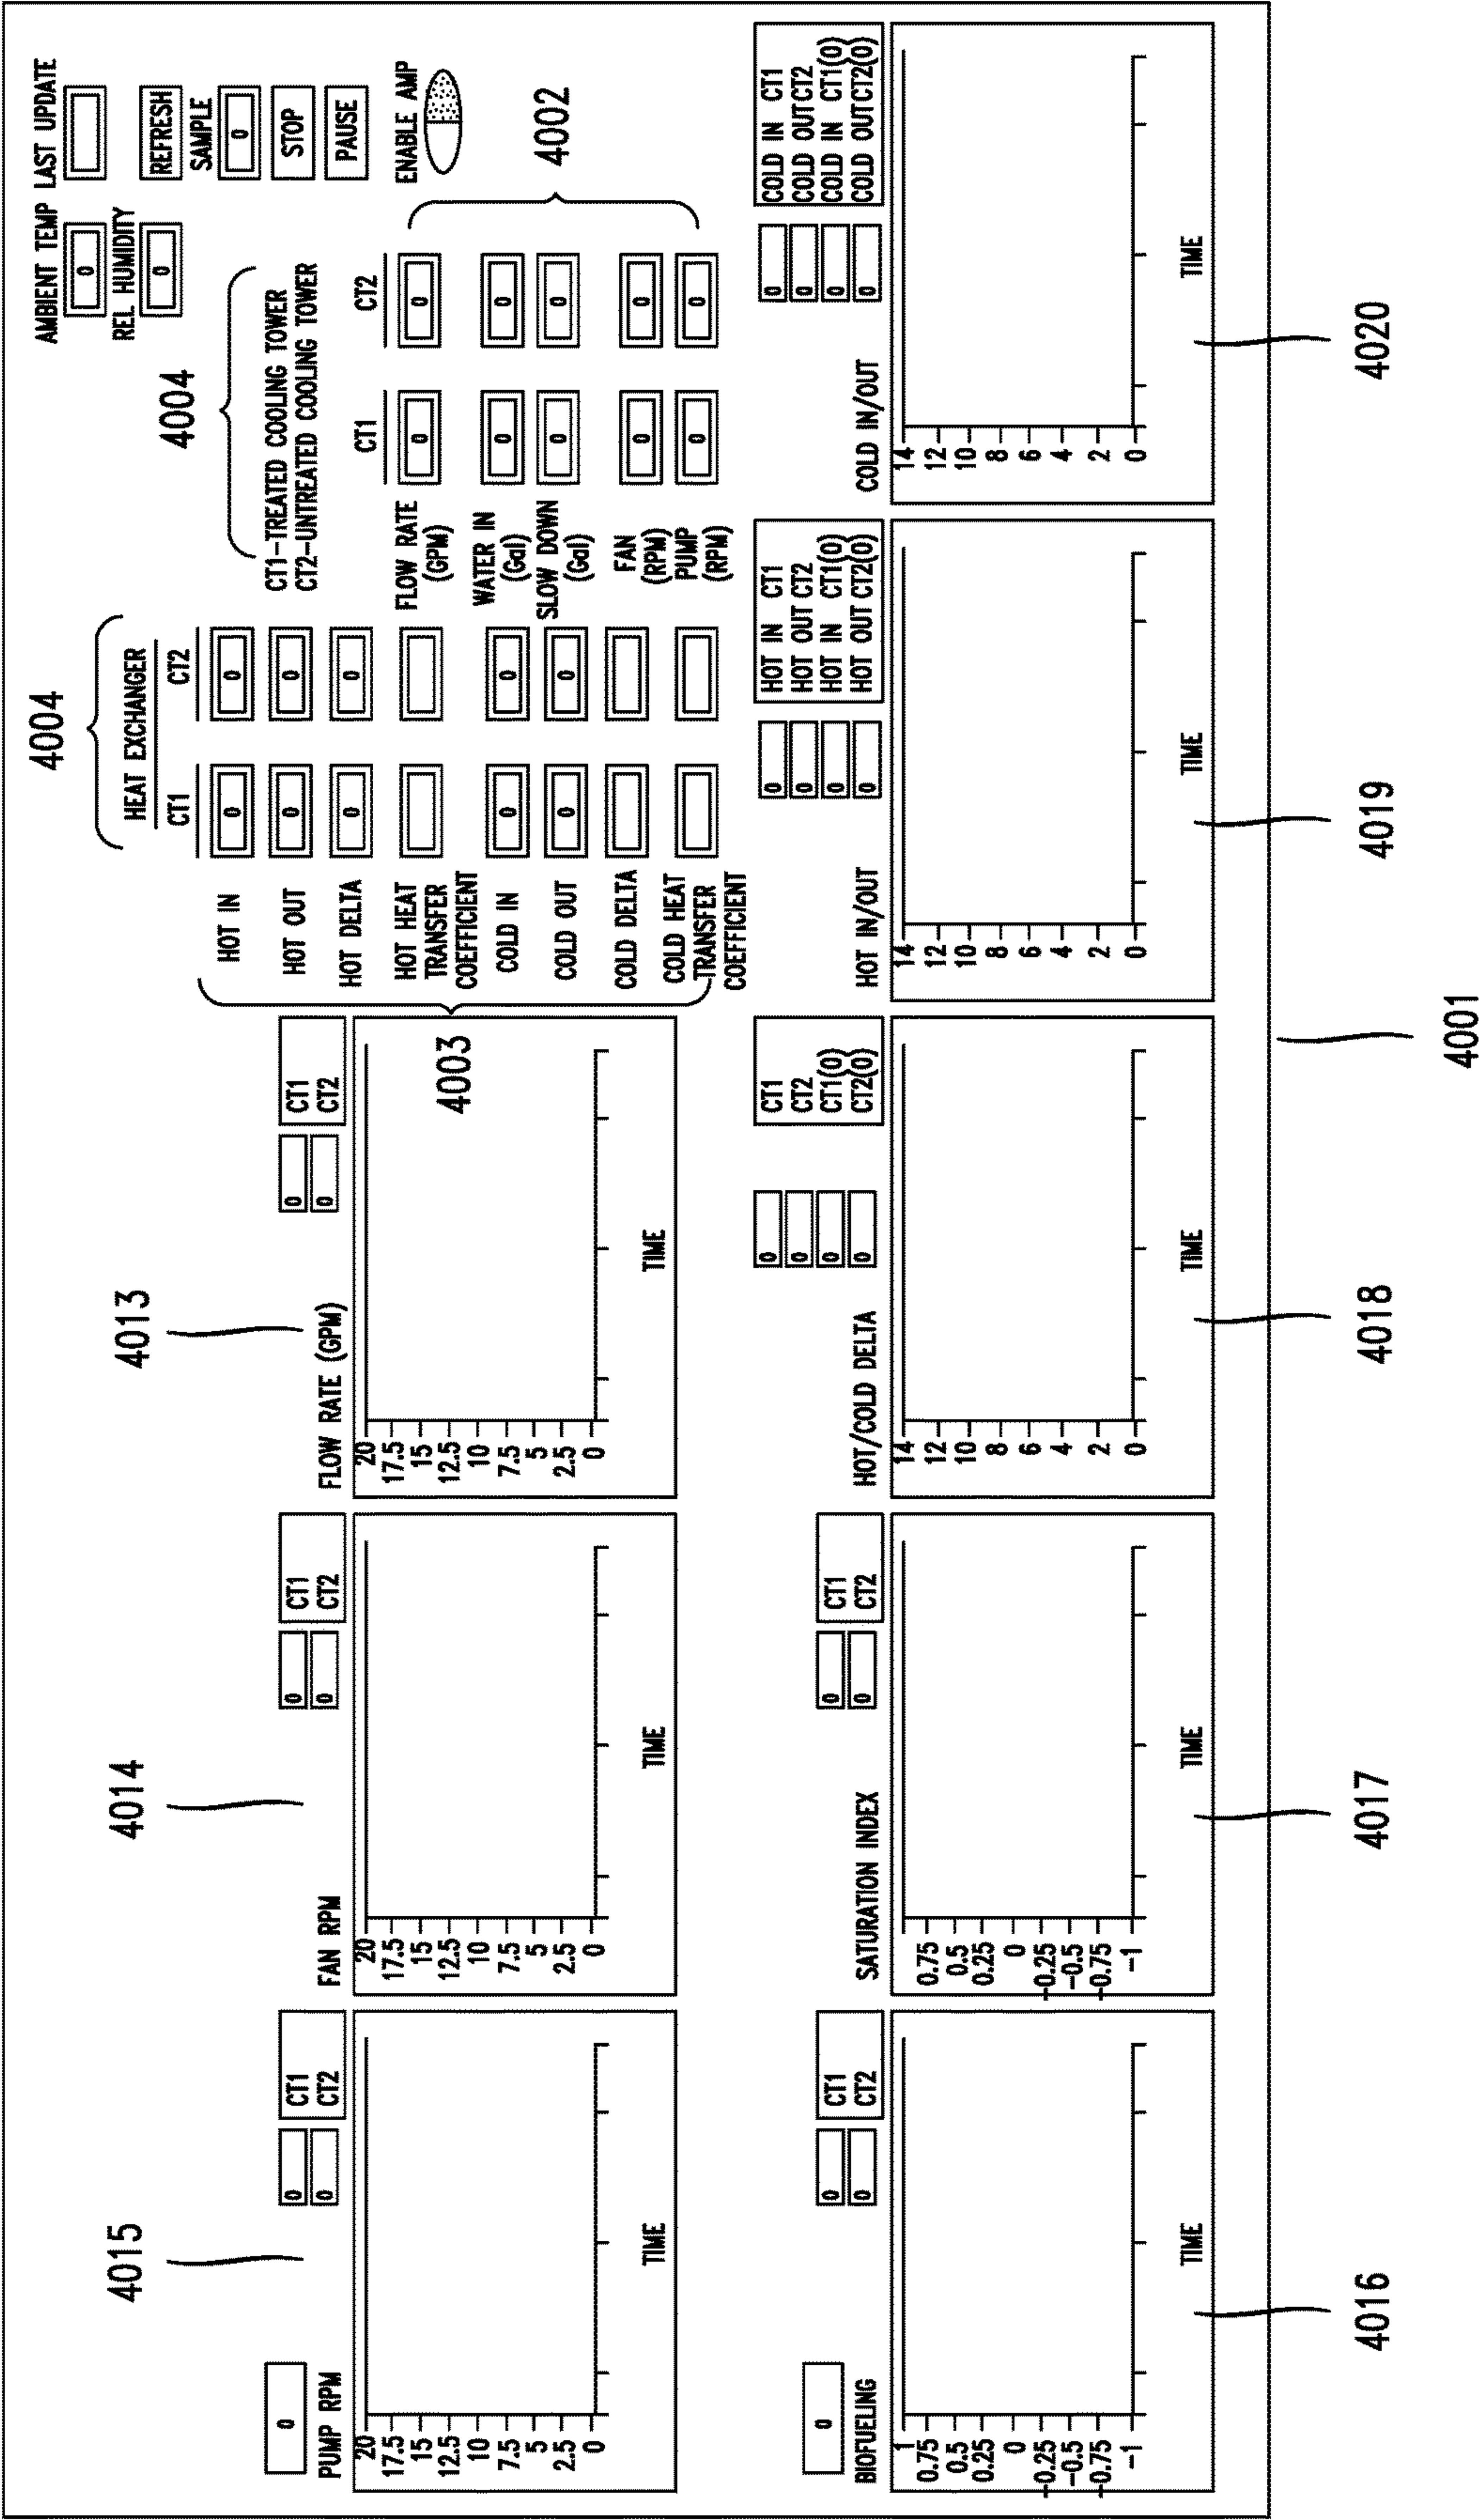 4015
4014
4013
4004
4004
AMBIENT TEMP
LAST UPDATE
0
REL HUMIDITY
0
REFRESH
SAMPLE
0
STOP
PAUSE
ENABLE AMP
HEAT EXCHANGER
CT1 CT2
HOT IN 0 0
HOT OUT 0 0
HOT DELTA 0 0
HOT HEAT
TRANSFER
COEFFICIENT
COLD IN 0 0
COLD OUT 0 0
COLD DELTA
COLD HEAT
TRANSFER
COEFFICIENT
4003
CT1-TREATED COOLING TOWER
CT2-UNTREATED COOLING TOWER
CT1 CT2
FLOW RATE
(GPM)
0 0
WATER IN
(Gal)
0 0
SLOW DOWN
(Gal)
0 0
FAN
(RPM)
0 0
PUMP
(RPM)
0 0
4002
0
PUMP RPM
0 CT1
0 CT2
20
17.5
15
12.5
10
7.5
5
2.5
0
TIME
FAN RPM
0 CT1
0 CT2
20
17.5
15
12.5
10
7.5
5
2.5
0
TIME
FLOW RATE (GPM)
0 CT1
0 CT2
20
17.5
15
12.5
10
7.5
5
2.5
0
TIME
0
BIOFUELING
0 CT1
0 CT2
1
0.75
0.5
0.25
0
-0.25
-0.5
-0.75
-1
TIME
4016
SATURATION INDEX
0 CT1
0 CT2
0.75
0.5
0.25
0
-0.25
-0.5
-0.75
-1
TIME
4017
HOT/COLD DELTA
0 CT1
0 CT2
0 CT1(0)
0 CT2(0)
14
12
10
8
6
4
2
0
TIME
4018
HOT IN/OUT
0 HOT IN CT1
0 HOT OUT CT2
0 HOT IN CT1(0)
0 HOT OUT CT2(0)
14
12
10
8
6
4
2
0
TIME
4019
COLD IN/OUT
0 COLD IN CT1
0 COLD OUT CT2
0 COLD IN CT1(0)
0 COLD OUT CT2(0)
14
12
10
8
6
4
2
0
TIME
4020
4001